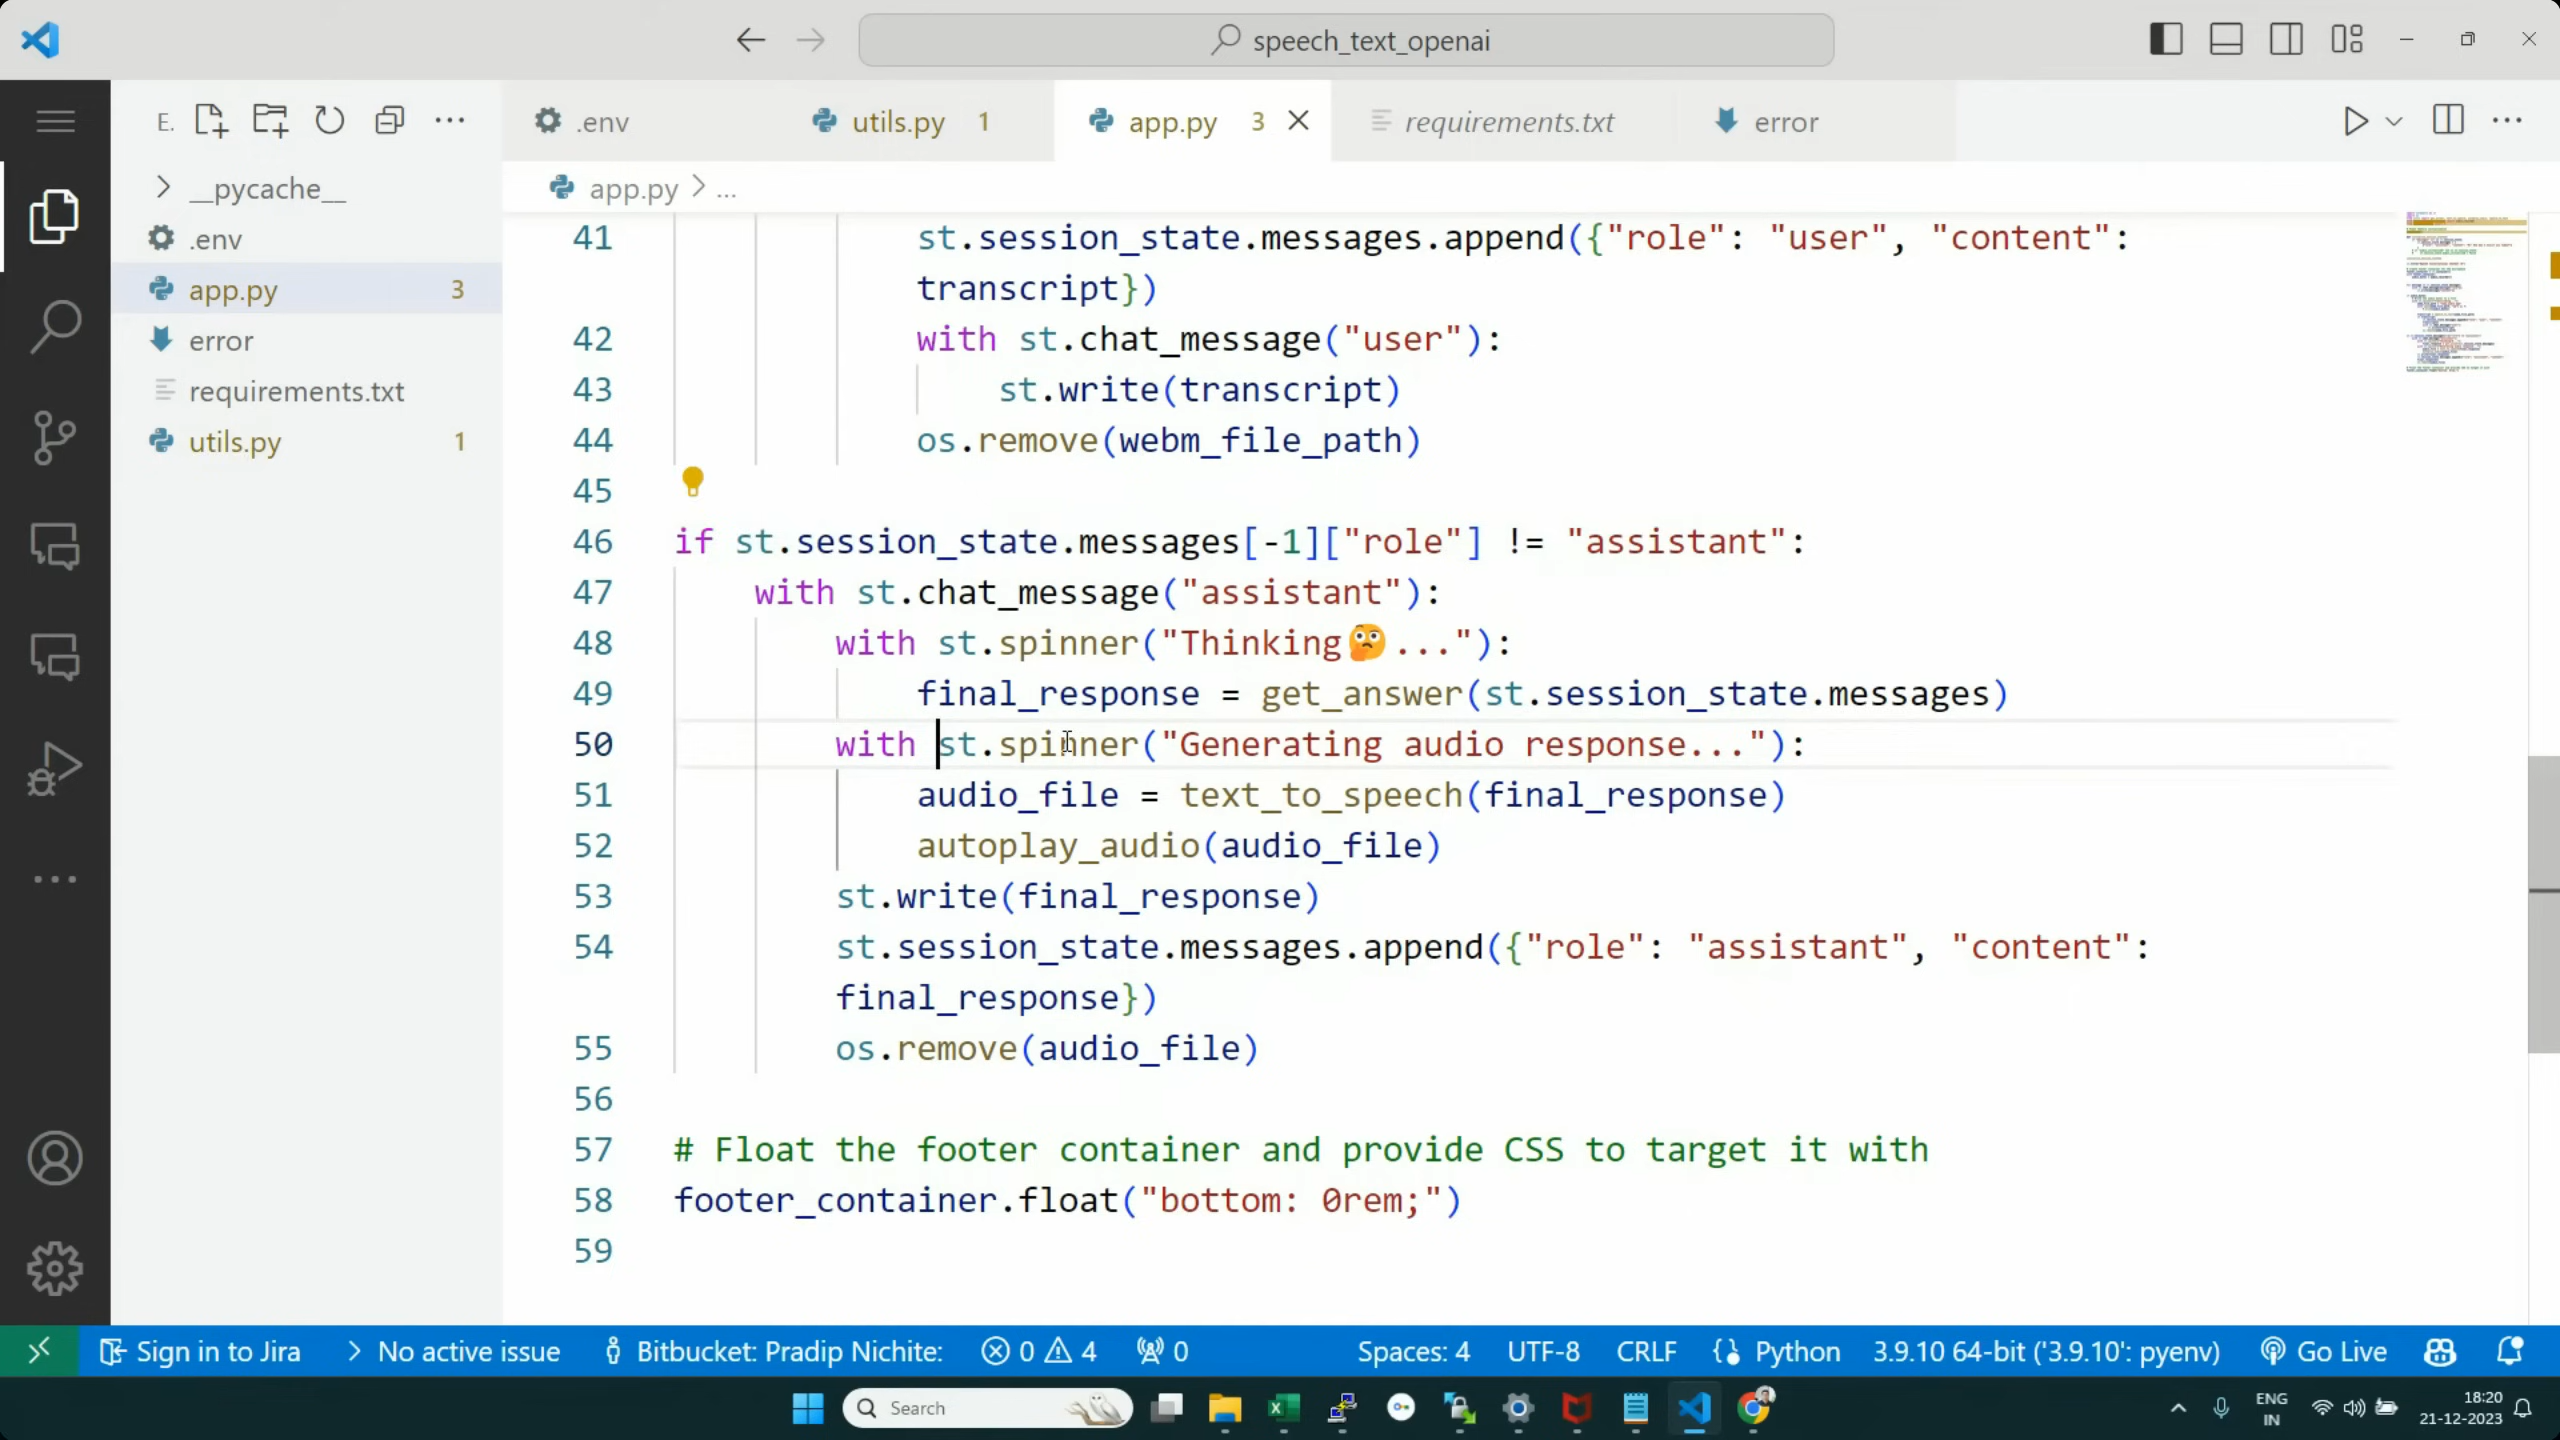 speech_text_openai
E.
.env
utils.py 1
app.py 3
requirements.txt
error
__pycache__
.env
app.py 3
error
requirements.txt
utils.py 1
app.py > ...
41 st.session_state.messages.append({"role": "user", "content":
transcript})
42 with st.chat_message("user"):
43 st.write(transcript)
44 os.remove(webm_file_path)
45
46 if st.session_state.messages[-1]["role"] != "assistant":
47 with st.chat_message("assistant"):
48 with st.spinner("Thinking🤔..."):
49 final_response = get_answer(st.session_state.messages)
50 with st.spinner("Generating audio response..."):
51 audio_file = text_to_speech(final_response)
52 autoplay_audio(audio_file)
53 st.write(final_response)
54 st.session_state.messages.append({"role": "assistant", "content":
final_response})
55 os.remove(audio_file)
56
57 # Float the footer container and provide CSS to target it with
58 footer_container.float("bottom: 0rem;")
59
Sign in to Jira
No active issue
Bitbucket: Pradip Nichite:
0 4
0
Spaces: 4
UTF-8
CRLF
Python
3.9.10 64-bit ('3.9.10': pyenv)
Go Live
Search
ENG
IN
18:20
21-12-2023